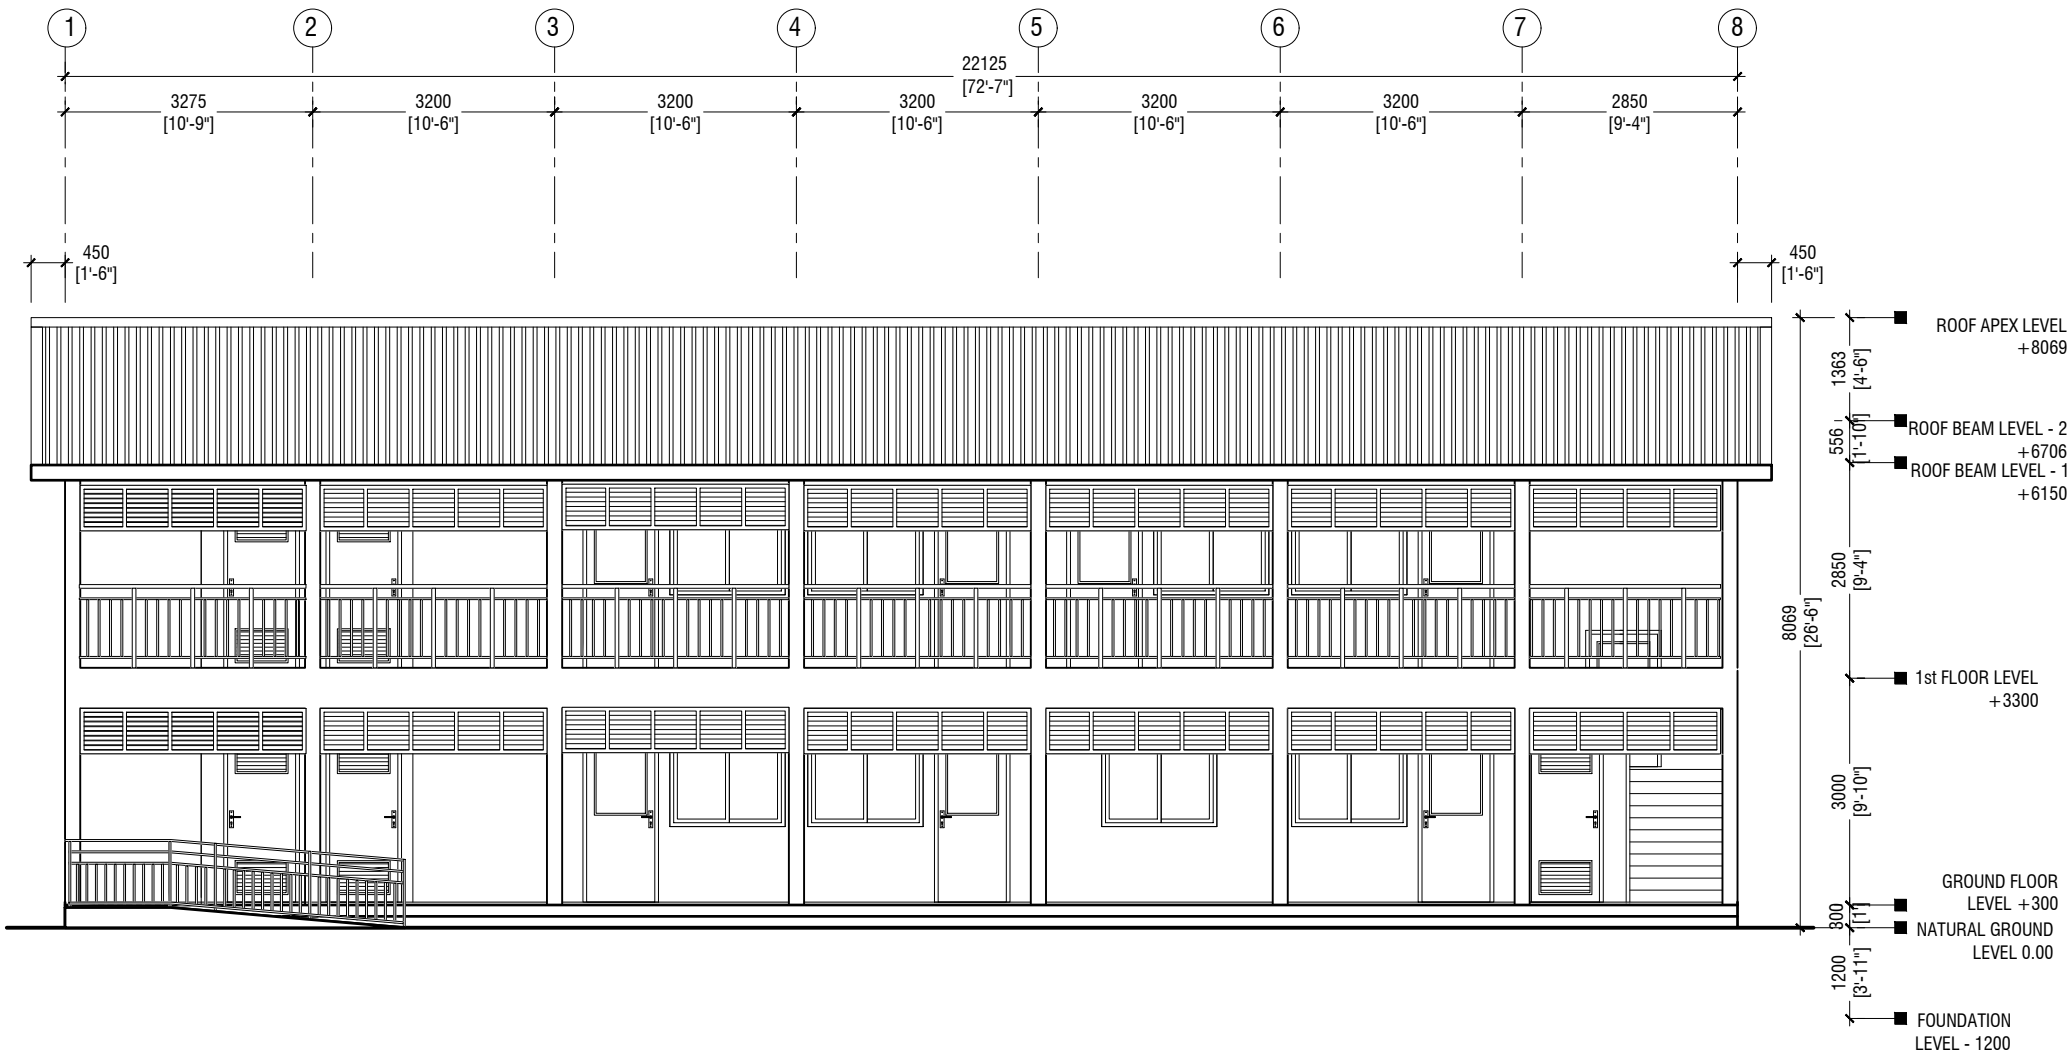 1 2 3 4 5 6 7 8
22125
[72'-7"]
3275 3200 3200 3200 3200 3200 2850
[10'-9"] [10'-6"] [10'-6"] [10'-6"] [10'-6"] [10'-6"] [9'-4"]
450 450
[1'-6"] [1'-6"]
ROOF APEX LEVEL
+8069
1363
[4'-6"]
ROOF BEAM LEVEL - 2
+6706
556
[1'-10"]
ROOF BEAM LEVEL - 1
+6150
2850
[9'-4"]
8069
[26'-6"]
1st FLOOR LEVEL
+3300
3000
[9'-10"]
GROUND FLOOR
LEVEL +300
300
[1']
NATURAL GROUND
LEVEL 0.00
1200
[3'-11"]
FOUNDATION
LEVEL - 1200